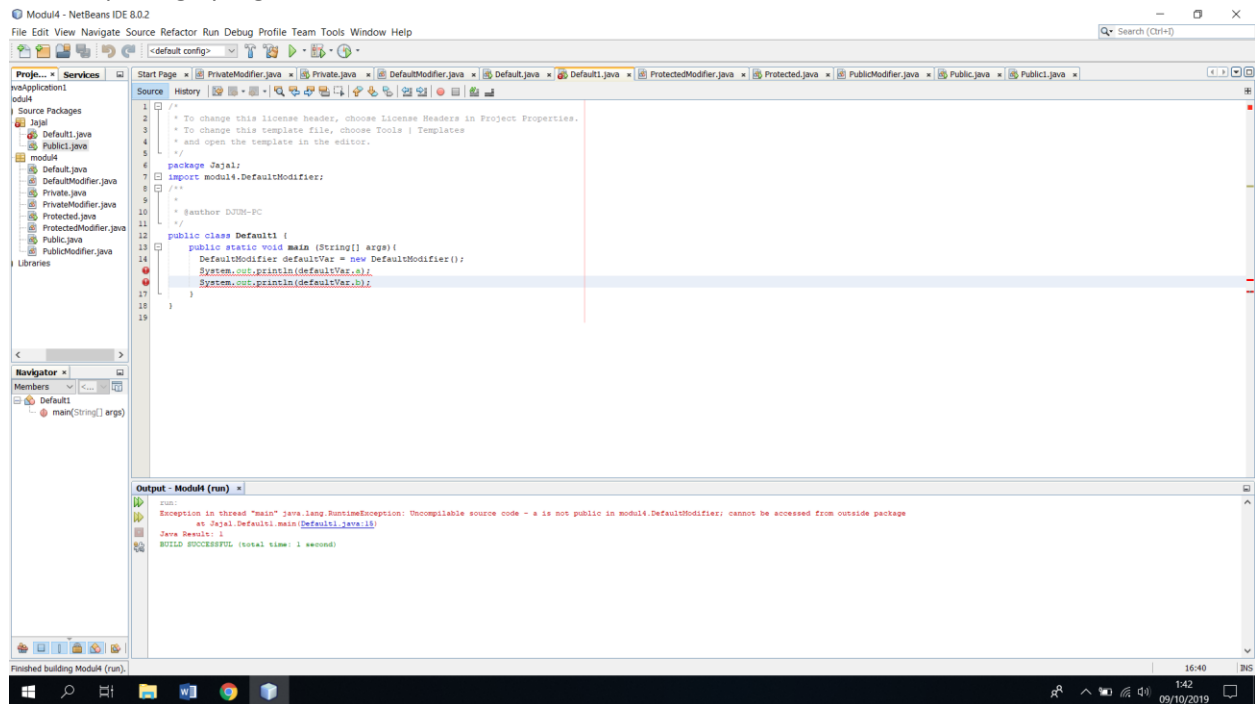 Modul4 - NetBeans IDE 8.0.2
File Edit View Navigate Source Refactor Run Debug Profile Team Tools Window Help
Search (Ctrl+I)
<default config>
Proje... × Services
Start Page × PrivateModifier.java × Private.java × DefaultModifier.java × Default.java × Default1.java × ProtectedModifier.java × Protected.java × PublicModifier.java × Public.java × Public1.java ×
Source History
vaApplication1
odul4
Source Packages
Jajal
Default1.java
Public1.java
modul4
Default.java
DefaultModifier.java
Private.java
PrivateModifier.java
Protected.java
ProtectedModifier.java
Public.java
PublicModifier.java
Libraries
1 /*
2 * To change this license header, choose License Headers in Project Properties.
3 * To change this template file, choose Tools | Templates
4 * and open the template in the editor.
5 */
6 package Jajal;
7 import modul4.DefaultModifier;
8 /**
9 *
10 * @author DJUM-PC
11 */
12 public class Default1 {
13 public static void main (String[] args){
14 DefaultModifier defaultVar = new DefaultModifier();
System.out.println(defaultVar.a);
System.out.println(defaultVar.b);
17 }
18 }
19
Navigator ×
Members <...
Default1
main(String[] args)
Output - Modul4 (run) ×
run:
Exception in thread "main" java.lang.RuntimeException: Uncompilable source code - a is not public in modul4.DefaultModifier; cannot be accessed from outside package
at Jajal.Default1.main(Default1.java:15)
Java Result: 1
BUILD SUCCESSFUL (total time: 1 second)
Finished building Modul4 (run).
16:40 INS
1:42
09/10/2019